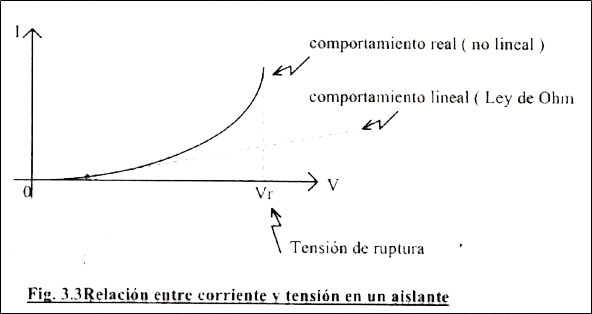 I
comportamiento real ( no lineal )
comportamiento lineal ( Ley de Ohm
0
Vr
V
Tensión de ruptura
Fig. 3.3Relación entre corriente y tensión en un aislante